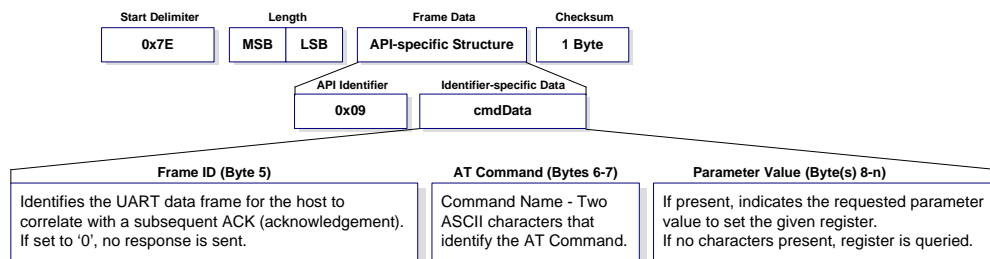 Start Delimiter Length Frame Data Checksum
0x7E MSB LSB API-specific Structure 1 Byte
API Identifier Identifier-specific Data
0x09 cmdData
Frame ID (Byte 5)
Identifies the UART data frame for the host to
correlate with a subsequent ACK (acknowledgement).
If set to ‘0’, no response is sent.
AT Command (Bytes 6-7)
Command Name - Two
ASCII characters that
identify the AT Command.
Parameter Value (Byte(s) 8-n)
If present, indicates the requested parameter
value to set the given register.
If no characters present, register is queried.